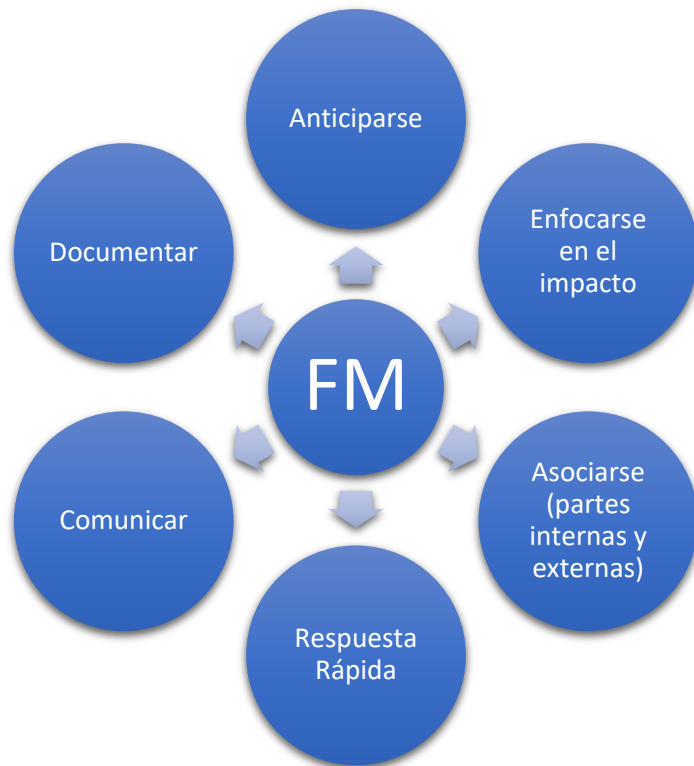 Anticiparse
Enfocarse
en el
impacto
Asociarse
(partes
internas y
externas)
Respuesta
Rápida
Comunicar
Documentar
FM